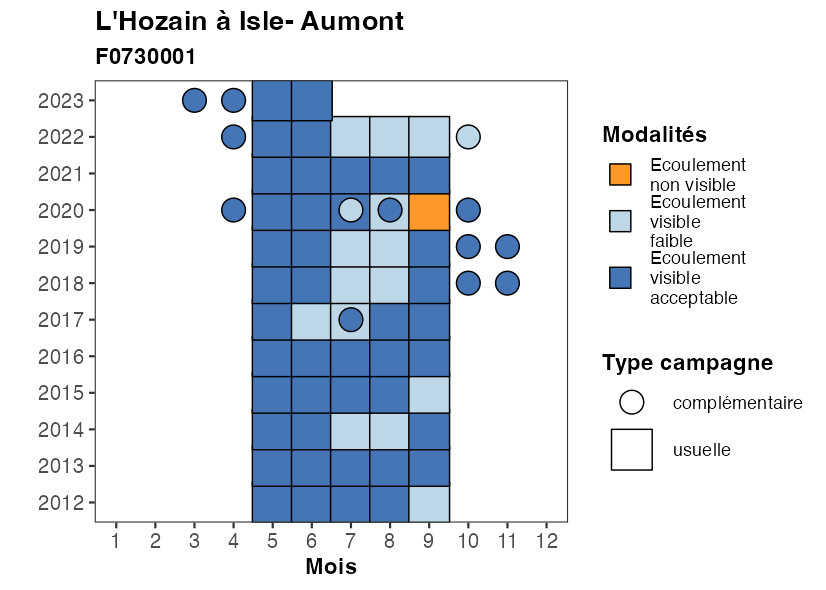 L'Hozain à Isle- Aumont
F0730001
2023
2022
2021
2020
2019
2018
2017
2016
2015
2014
2013
2012
1 2 3 4 5 6 7 8 9 10 11 12
Mois
Modalités
Ecoulement
non visible
Ecoulement
visible
faible
Ecoulement
visible
acceptable
Type campagne
complémentaire
usuelle